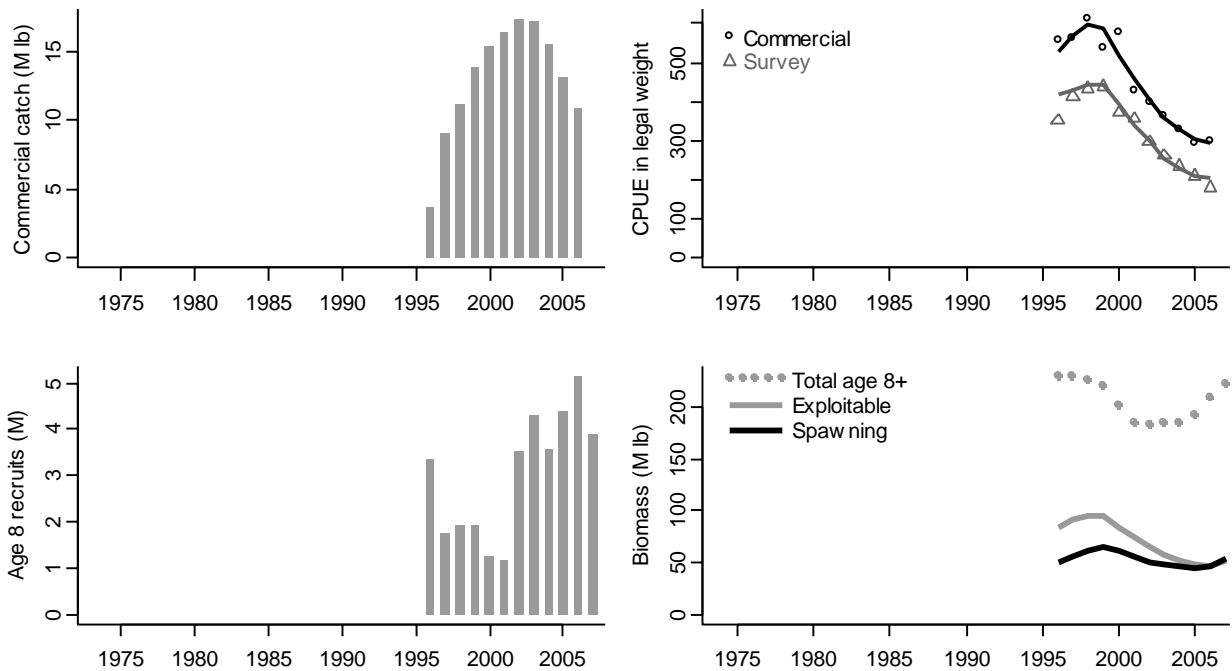 Commercial catch (M lb)
15
10
5
0
1975 1980 1985 1990 1995 2000 2005
CPUE in legal weight
500
300
100
0
Commercial
Survey
1975 1980 1985 1990 1995 2000 2005
Age 8 recruits (M)
5
4
3
2
1
0
1975 1980 1985 1990 1995 2000 2005
Biomass (M lb)
200
150
100
50
0
Total age 8+
Exploitable
Spaw ning
1975 1980 1985 1990 1995 2000 2005